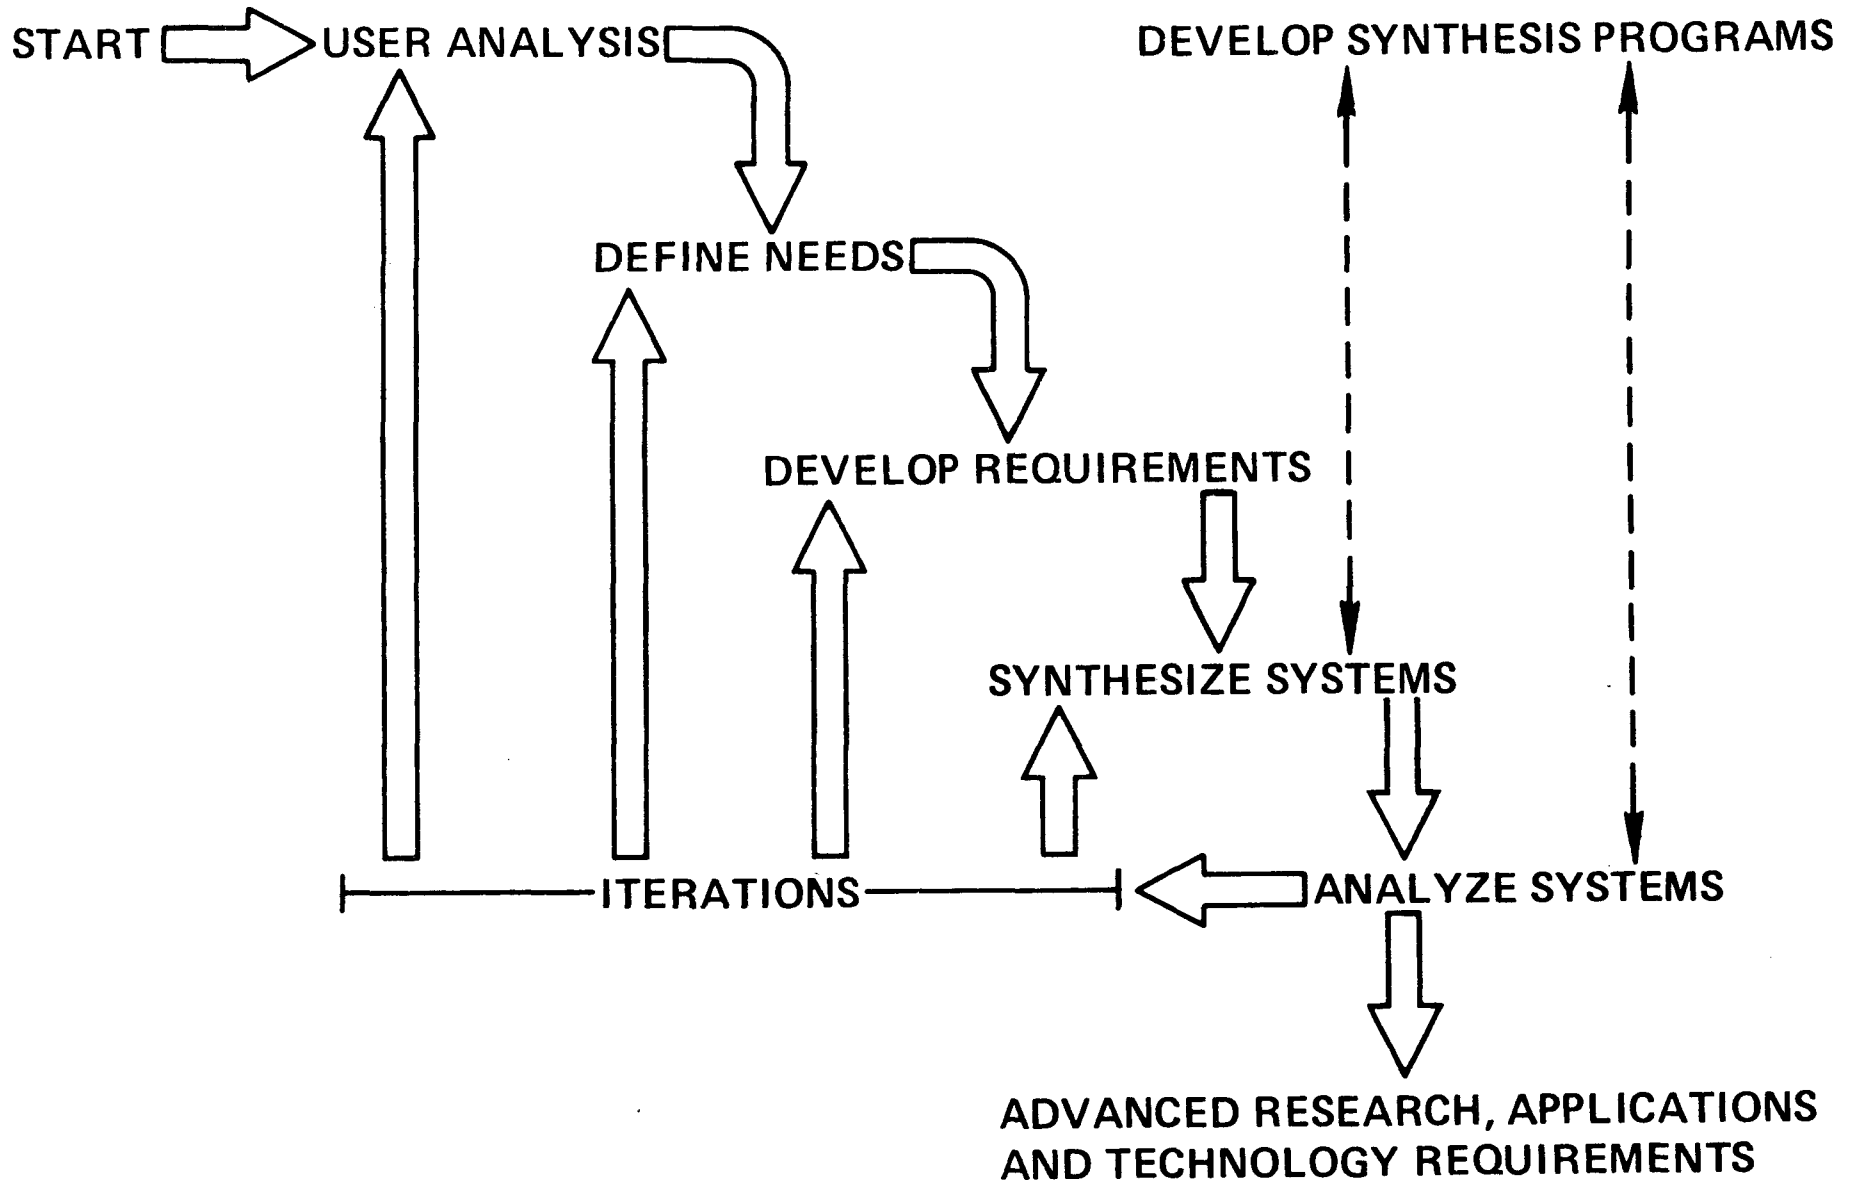 START
USER ANALYSIS
DEVELOP SYNTHESIS PROGRAMS
DEFINE NEEDS
DEVELOP REQUIREMENTS
SYNTHESIZE SYSTEMS
ITERATIONS
ANALYZE SYSTEMS
ADVANCED RESEARCH, APPLICATIONS
AND TECHNOLOGY REQUIREMENTS